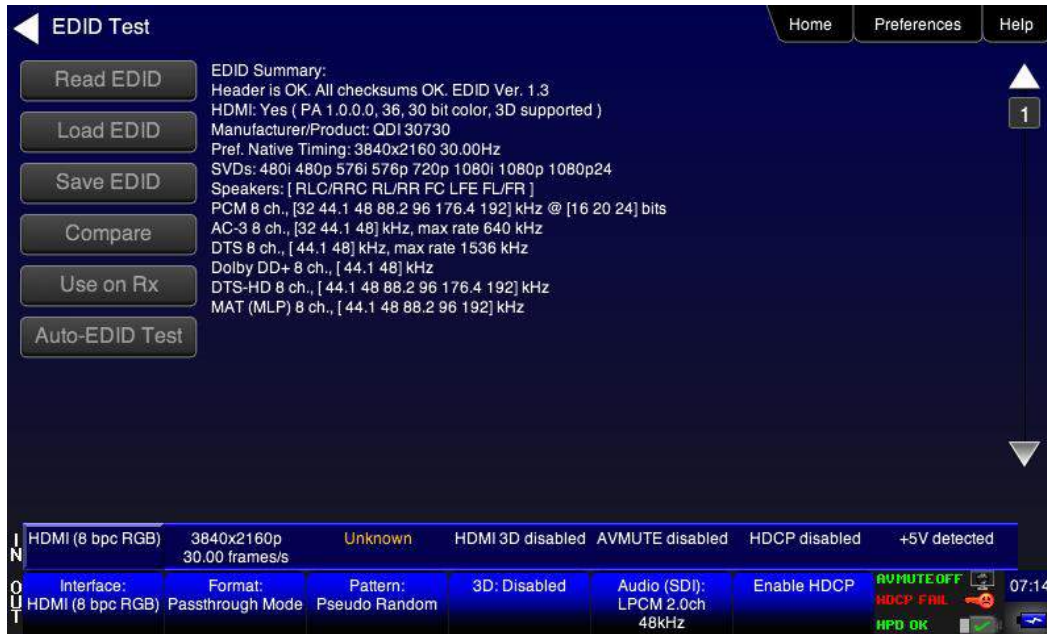 EDID Test
Home
Preferences
Help
Read EDID
Load EDID
Save EDID
Compare
Use on Rx
Auto-EDID Test
EDID Summary:
Header is OK. All checksums OK. EDID Ver. 1.3
HDMI: Yes ( PA 1.0.0.0, 36, 30 bit color, 3D supported )
Manufacturer/Product: QDI 30730
Pref. Native Timing: 3840x2160 30.00Hz
SVDs: 480i 480p 576i 576p 720p 1080i 1080p 1080p24
Speakers: [ RLC/RRC RL/RR FC LFE FL/FR ]
PCM 8 ch., [32 44.1 48 88.2 96 176.4 192] kHz @ [16 20 24] bits
AC-3 8 ch., [32 44.1 48] kHz, max rate 640 kHz
DTS 8 ch., [ 44.1 48] kHz, max rate 1536 kHz
Dolby DD+ 8 ch., [ 44.1 48] kHz
DTS-HD 8 ch., [ 44.1 48 88.2 96 176.4 192] kHz
MAT (MLP) 8 ch., [ 44.1 48 88.2 96 192] kHz
1
IN
HDMI (8 bpc RGB)
3840x2160p
30.00 frames/s
Unknown
HDMI 3D disabled
AVMUTE disabled
HDCP disabled
+5V detected
OUT
Interface:
HDMI (8 bpc RGB)
Format:
Passthrough Mode
Pattern:
Pseudo Random
3D: Disabled
Audio (SDI):
LPCM 2.0ch
48kHz
Enable HDCP
AVMUTE OFF
HDCP FAIL
HPD OK
07:14